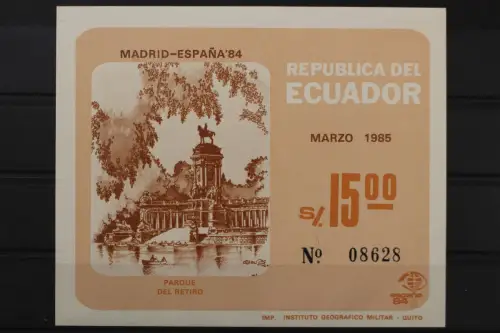 MADRID-ESPAÑA'84
REPUBLICA DEL
ECUADOR
MARZO 1985
S/. 15 00
Nº 08628
PARQUE
DEL RETIRO
84
IMP. INSTITUTO GEOGRAFICO MILITAR - QUITO